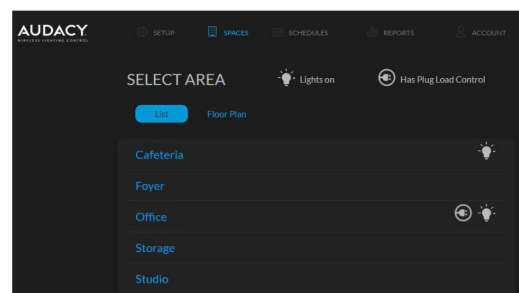 AUDACY
WIRELESS LIGHTING CONTROL
SETUP
SPACES
SCHEDULES
REPORTS
ACCOUNT
SELECT AREA
Lights on
Has Plug Load Control
List
Floor Plan
Cafeteria
Foyer
Office
Storage
Studio